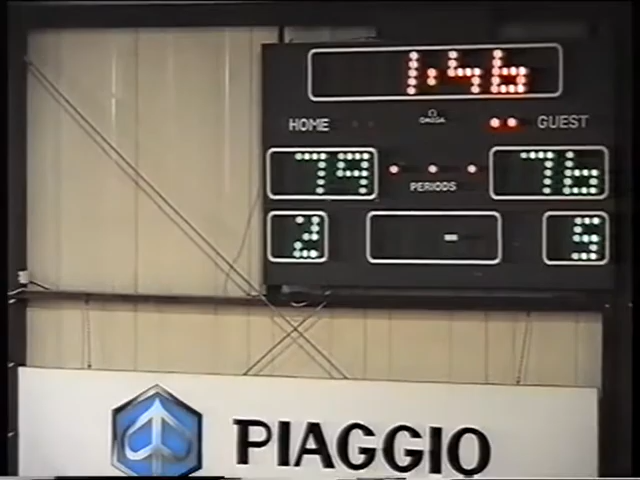 1:46
HOME Ω OMEGA GUEST
79 PERIODS 76
2 - 5
PIAGGIO